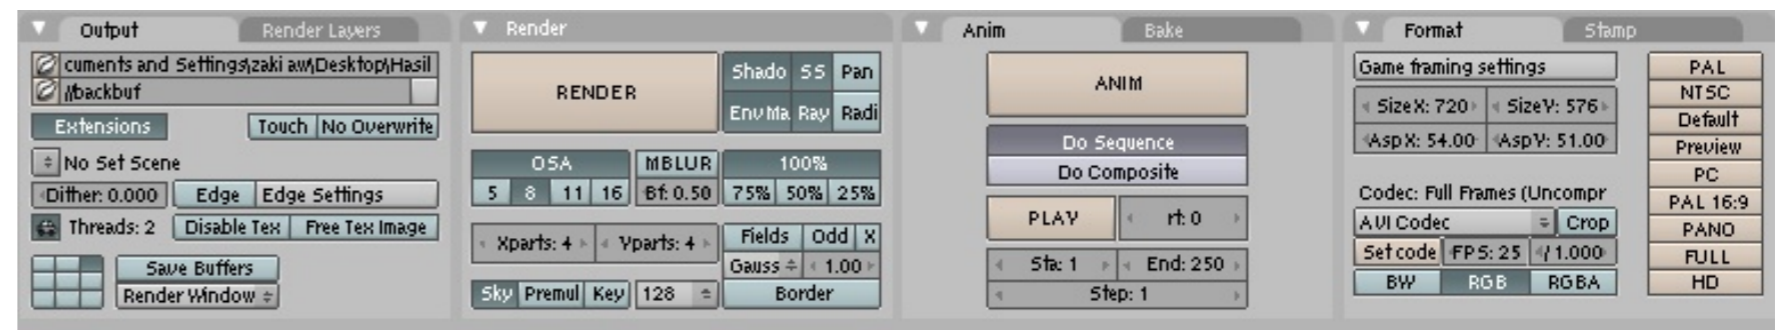 Output Render Layers
cuments and Settings\zaki aw\Desktop\Hasil
//backbuf
Extensions Touch No Overwrite
No Set Scene
Dither: 0.000 Edge Edge Settings
Threads: 2 Disable Tex Free Tex Image
Save Buffers
Render Window
Render
RENDER
Shado SS Pan
EnvMa Ray Radi
OSA MBLUR 100%
5 8 11 16 Bf: 0.50 75% 50% 25%
Xparts: 4 Yparts: 4 Fields Odd X
Gauss 1.00
Sky Premul Key 128 Border
Anim Bake
ANIM
Do Sequence
Do Composite
PLAY rt: 0
Sta: 1 End: 250
Step: 1
Format Stamp
Game framing settings
SizeX: 720 SizeY: 576
AspX: 54.00 AspY: 51.00
Codec: Full Frames (Uncompr
AVI Codec Crop
Set code FPS: 25 / 1.000
BW RGB RGBA
PAL
NTSC
Default
Preview
PC
PAL 16:9
PANO
FULL
HD